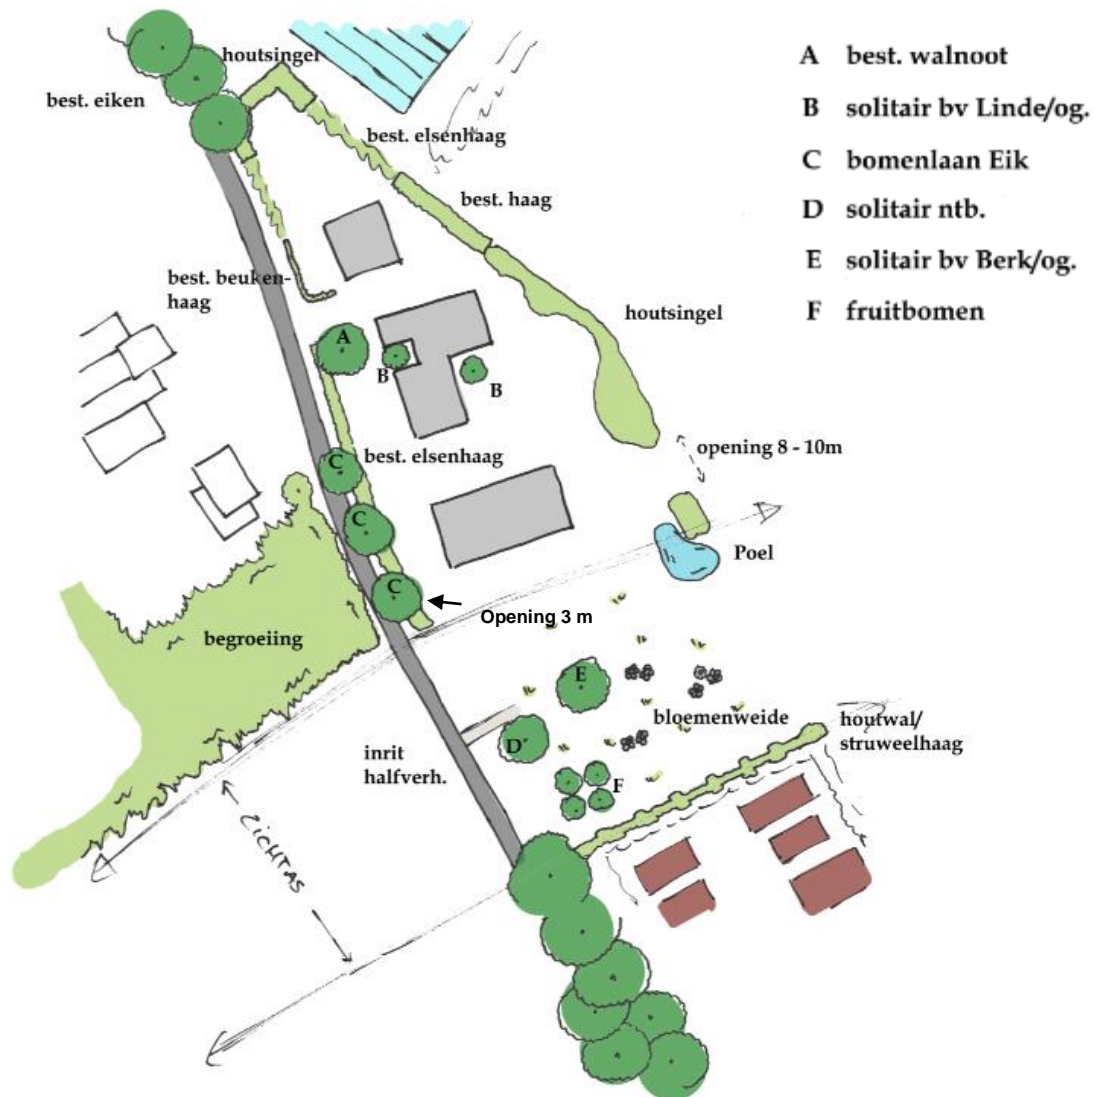 houtsingel
best. eiken
best. elsenhaag
best. haag
best. beuken-
haag
houtsingel
A
B
B
opening 8 - 10m
C
best. elsenhaag
C
Poel
C
Opening 3 m
begroeiing
E
bloemenweide
houtwal/
struweelhaag
D
inrit
halfverh.
F
ZICHTAS
A best. walnoot
B solitair bv Linde/og.
C bomenlaan Eik
D solitair ntb.
E solitair bv Berk/og.
F fruitbomen